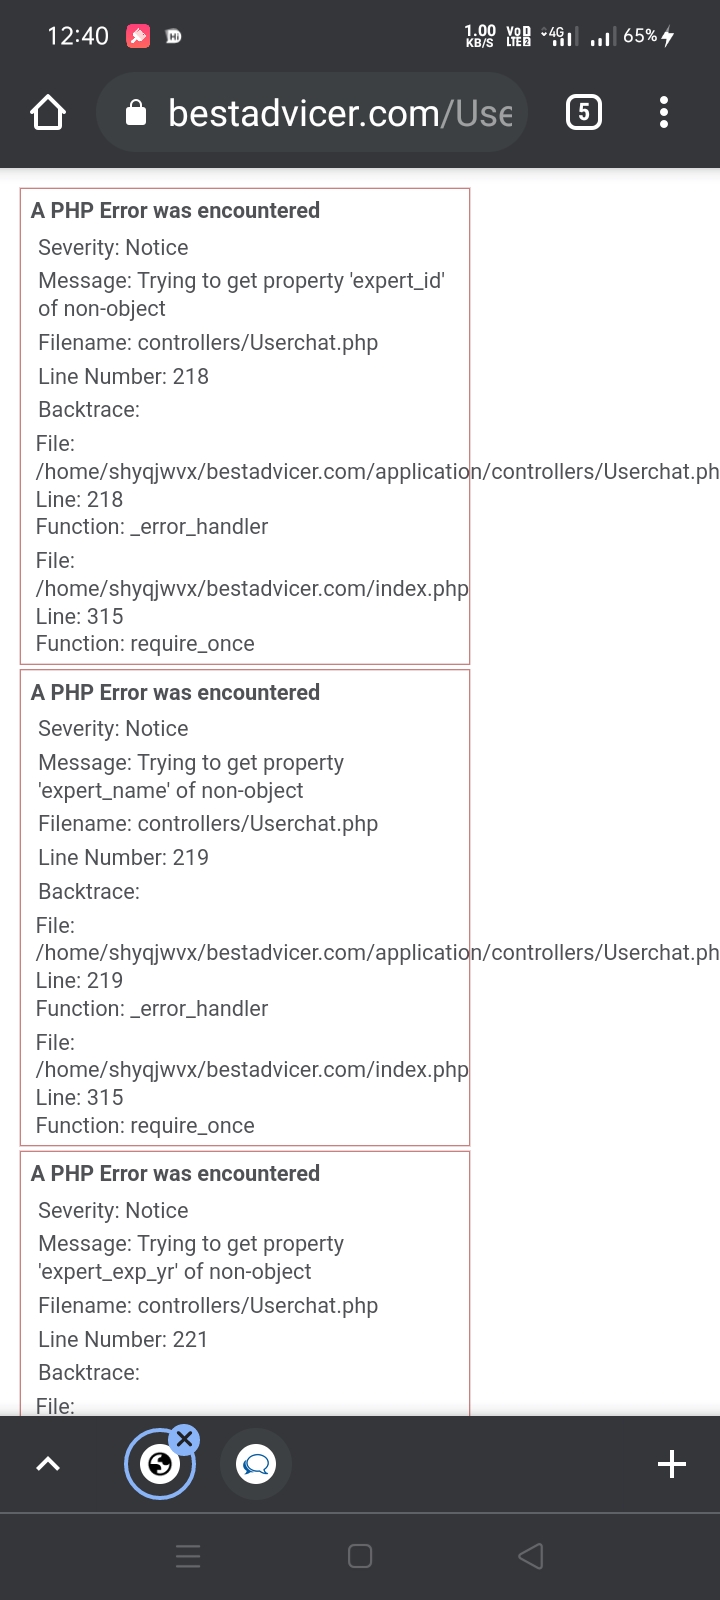 12:40
1.00
KB/S
Vo
LTE2
4G
65%
bestadvicer.com/Use
5
A PHP Error was encountered
Severity: Notice
Message: Trying to get property 'expert_id'
of non-object
Filename: controllers/Userchat.php
Line Number: 218
Backtrace:
File:
/home/shyqjwvx/bestadvicer.com/application/controllers/Userchat.ph
Line: 218
Function: _error_handler
File:
/home/shyqjwvx/bestadvicer.com/index.php
Line: 315
Function: require_once
A PHP Error was encountered
Severity: Notice
Message: Trying to get property
'expert_name' of non-object
Filename: controllers/Userchat.php
Line Number: 219
Backtrace:
File:
/home/shyqjwvx/bestadvicer.com/application/controllers/Userchat.ph
Line: 219
Function: _error_handler
File:
/home/shyqjwvx/bestadvicer.com/index.php
Line: 315
Function: require_once
A PHP Error was encountered
Severity: Notice
Message: Trying to get property
'expert_exp_yr' of non-object
Filename: controllers/Userchat.php
Line Number: 221
Backtrace:
File: